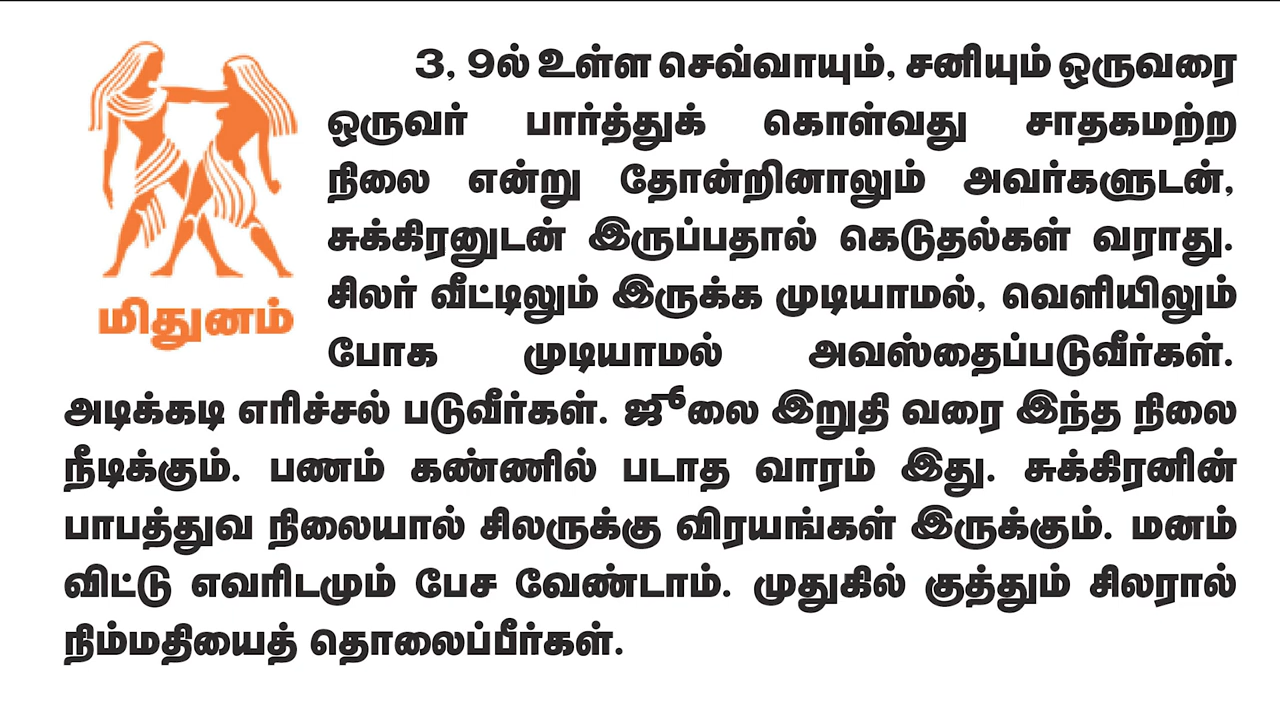 3, 9ல் உள்ள செவ்வாயும், சனியும் ஒருவரை
ஒருவர் பார்த்துக் கொள்வது சாதகமற்ற
நிலை என்று தோன்றினாலும் அவர்களுடன்,
சுக்கிரனுடன் இருப்பதால் கெடுதல்கள் வராது.
சிலர் வீட்டிலும் இருக்க முடியாமல், வெளியிலும்
போக முடியாமல் அவஸ்தைப்படுவீர்கள்.
மிதுனம்
அடிக்கடி எரிச்சல் படுவீர்கள். ஜூலை இறுதி வரை இந்த நிலை
நீடிக்கும். பணம் கண்ணில் படாத வாரம் இது. சுக்கிரனின்
பாபத்துவ நிலையால் சிலருக்கு விரயங்கள் இருக்கும். மனம்
விட்டு எவரிடமும் பேச வேண்டாம். முதுகில் குத்தும் சிலரால்
நிம்மதியைத் தொலைப்பீர்கள்.